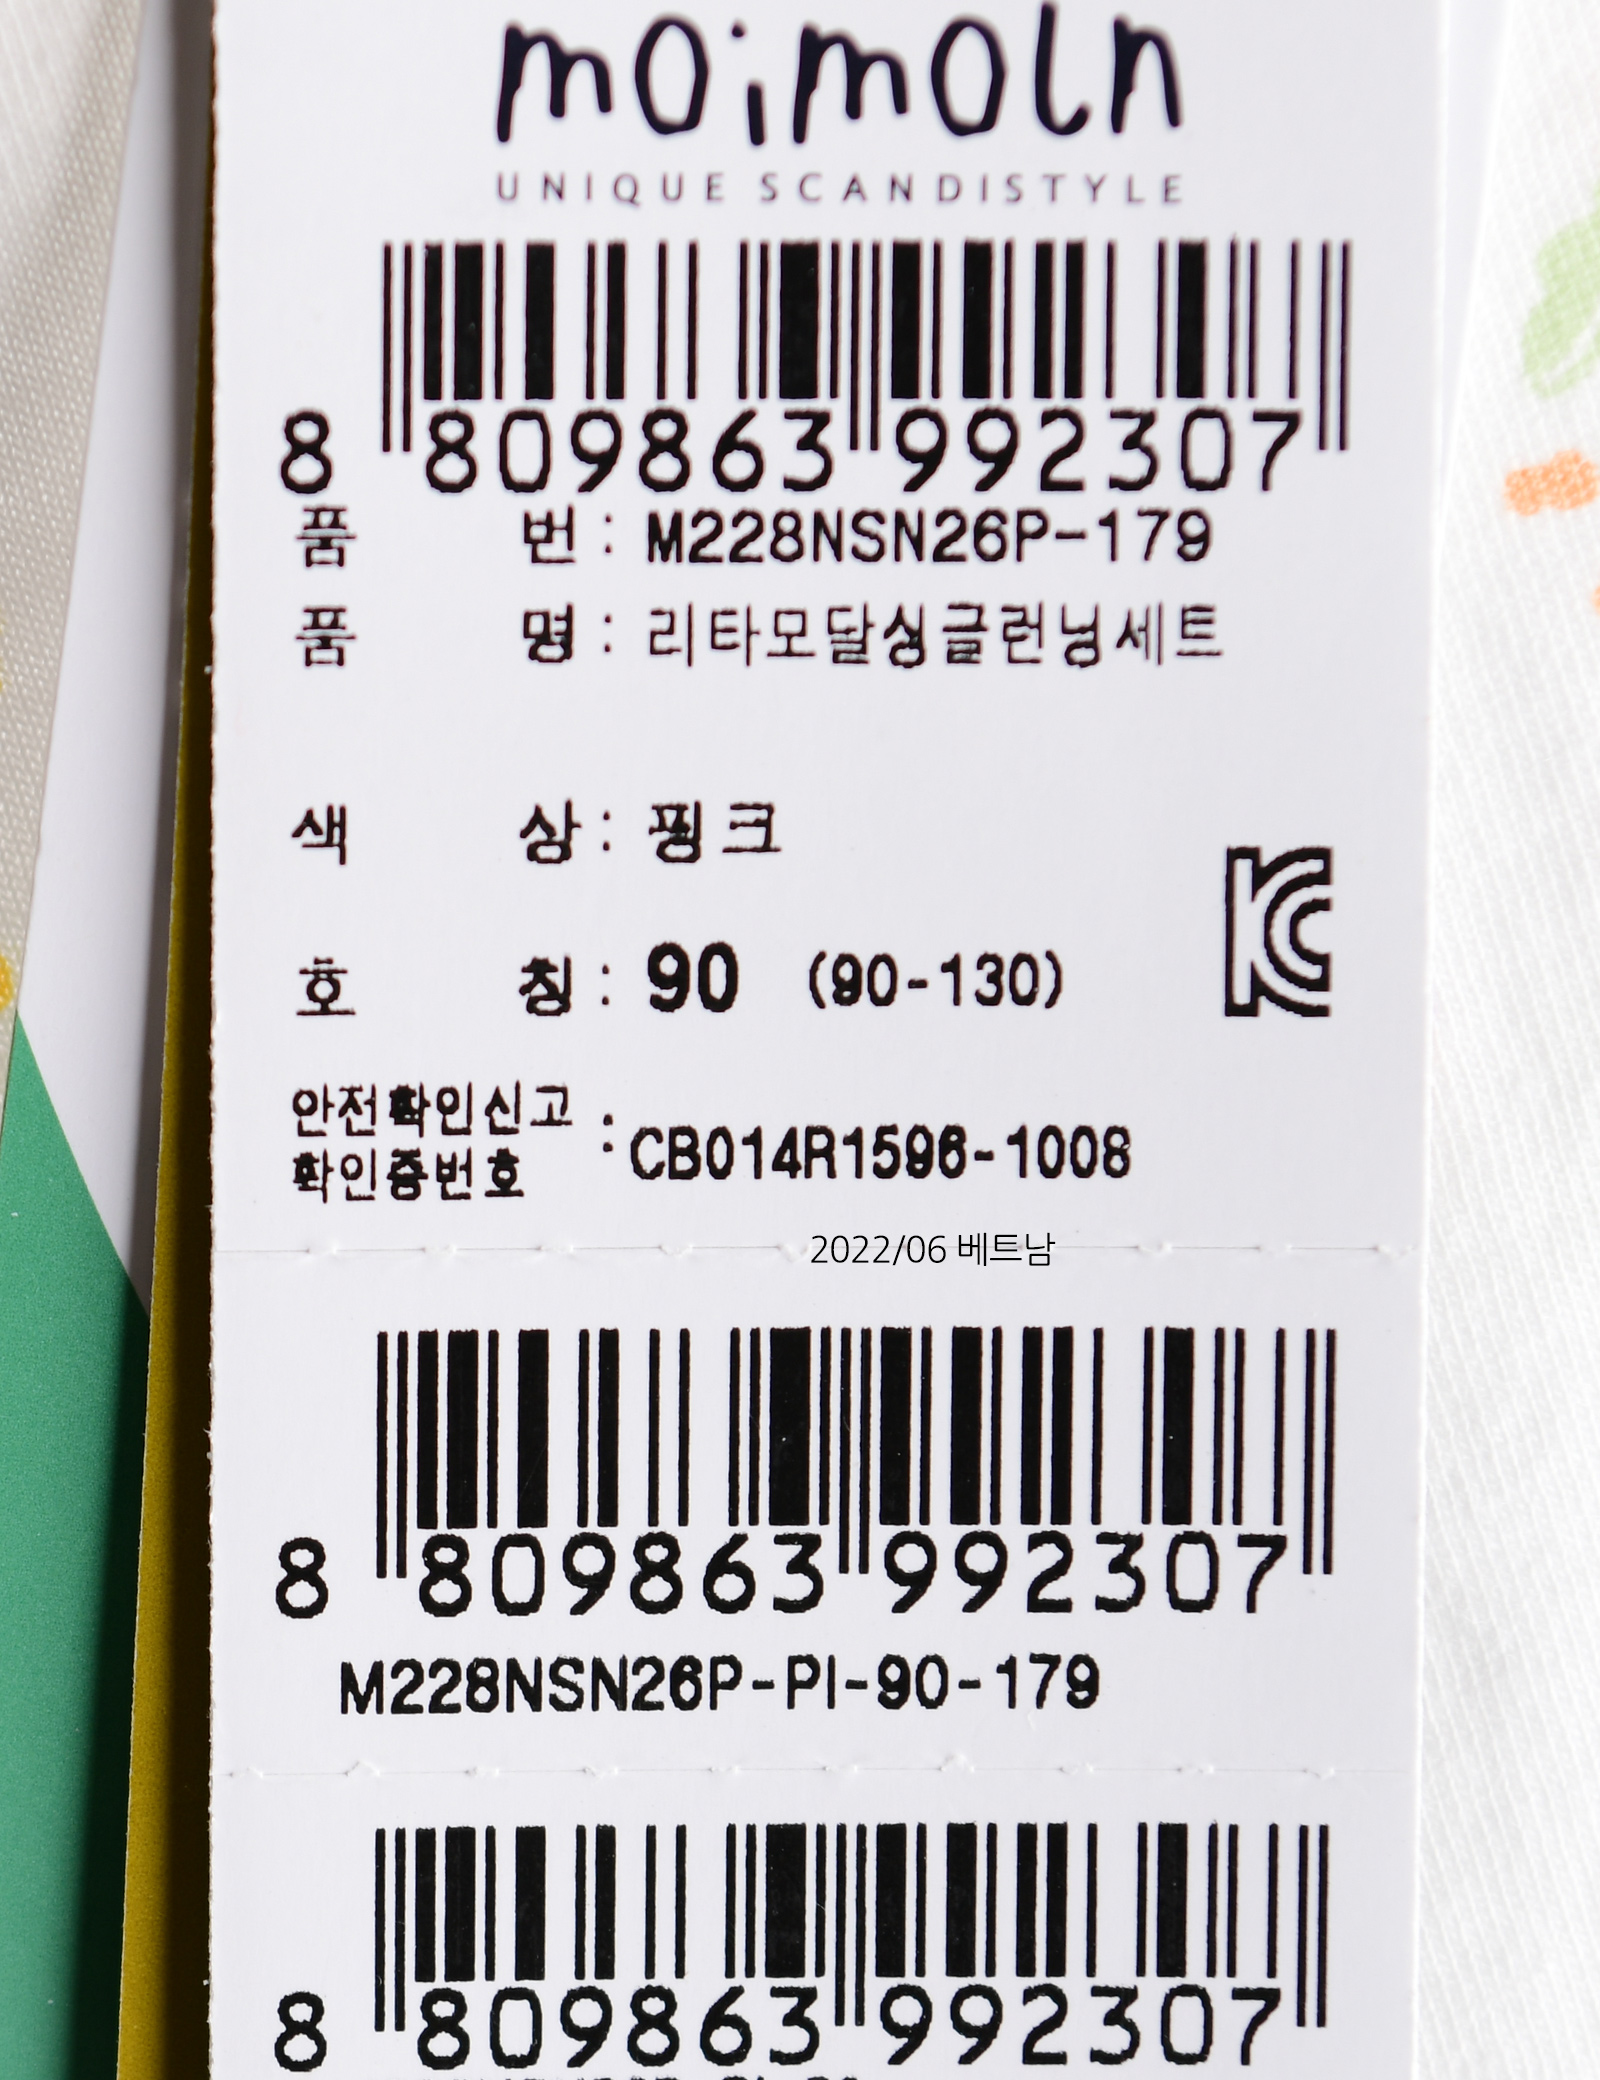 moimoln
UNIQUE SCANDISTYLE
8 809863 992307
품 번 : M228NSN26P-179
품 명 : 리타모달싱글런닝세트
색 상 : 핑크
호 칭 : 90 (90-130)
안전확인신고
확인증번호 : CB014R1596-1008
2022/06 베트남
8 809863 992307
M228NSN26P-PI-90-179
8 809863 992307